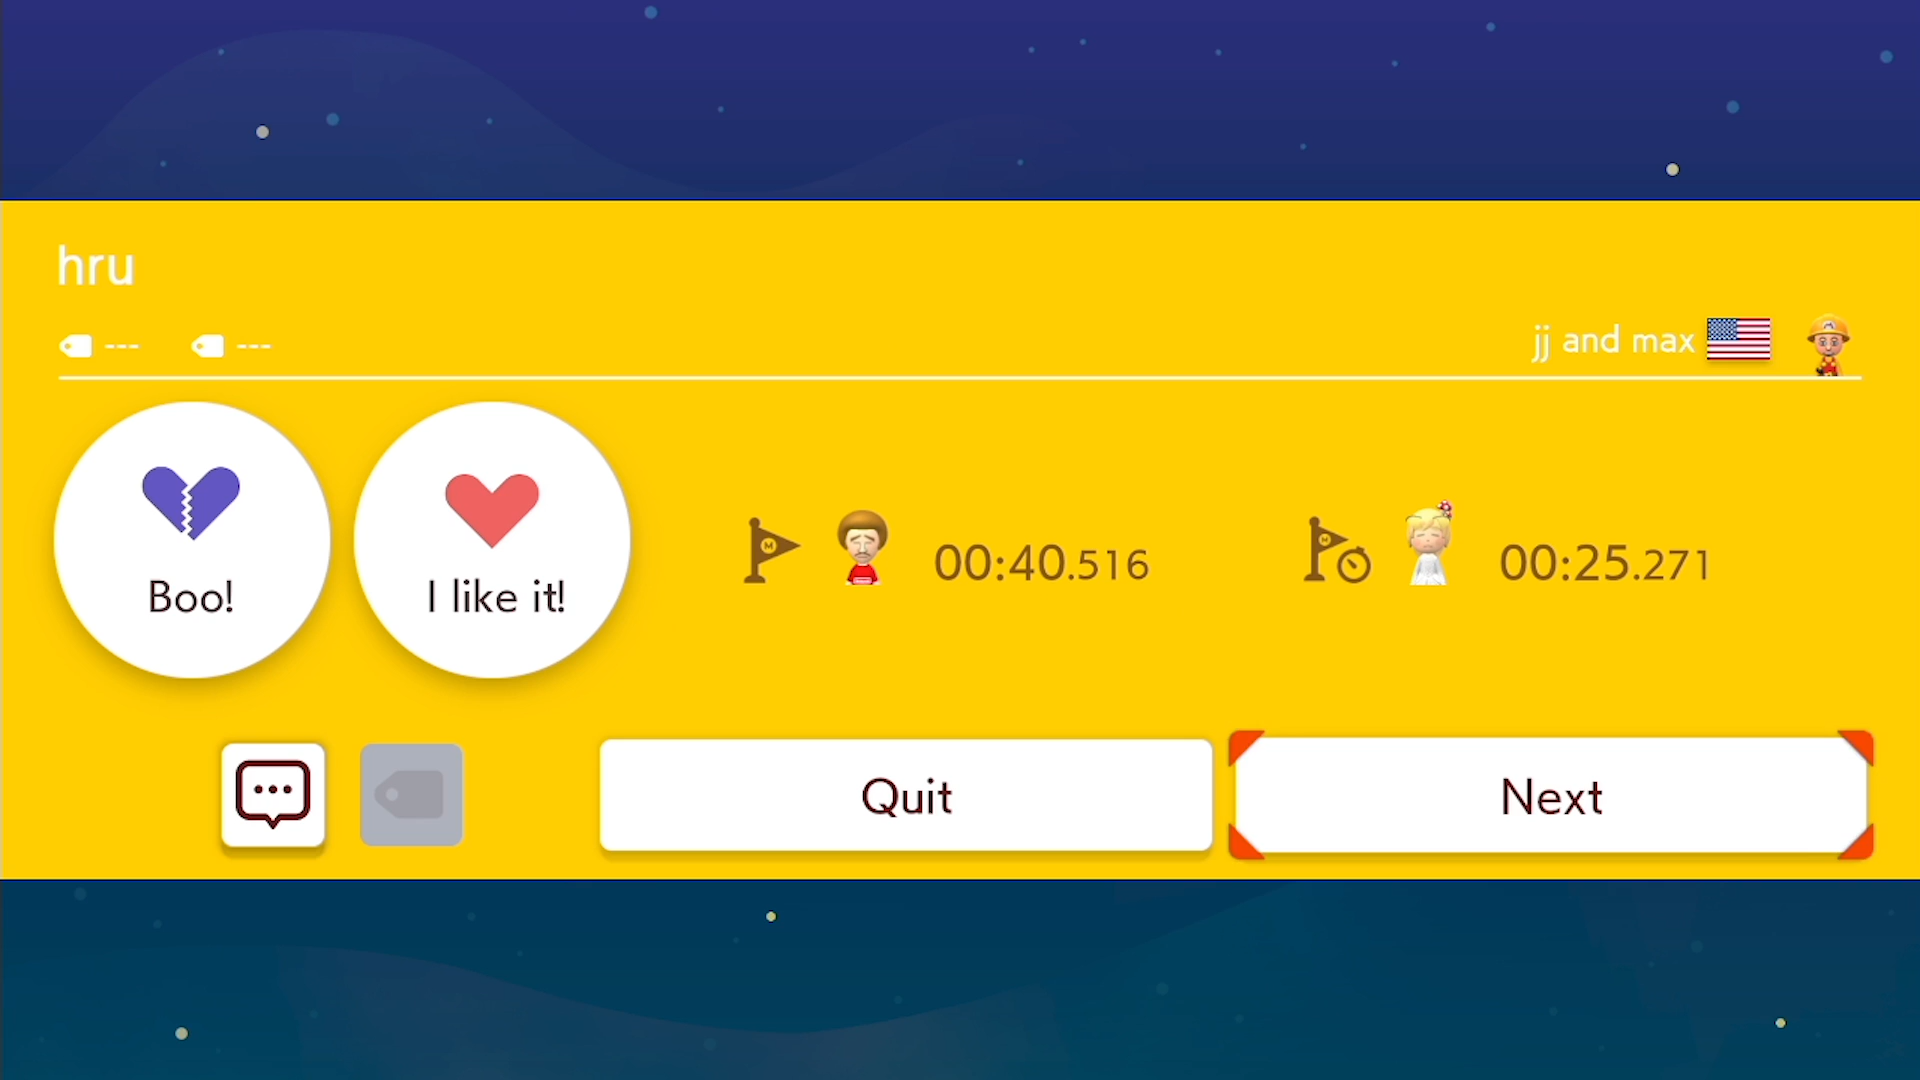 hru
--- ---
jj and max
Boo!
I like it!
M
00:40.516
M
00:25.271
Quit
Next